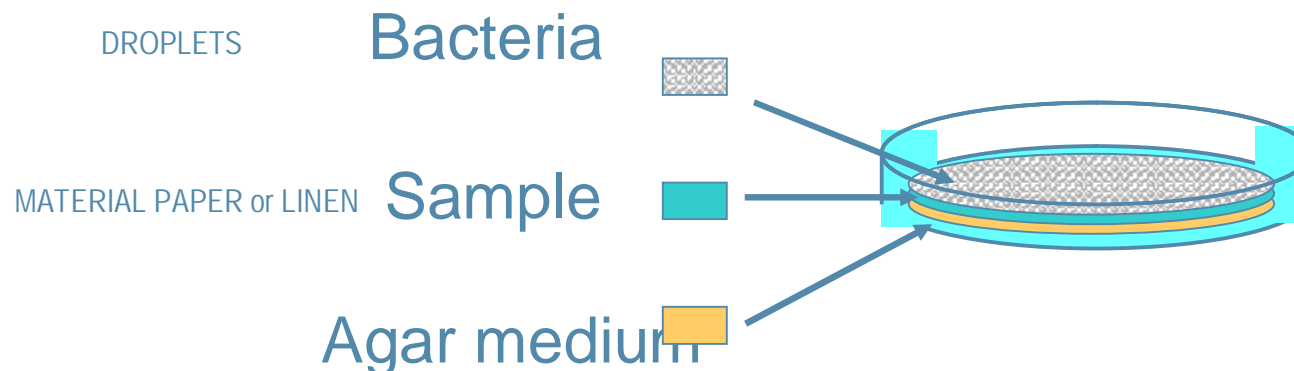 DROPLETS Bacteria
MATERIAL PAPER or LINEN Sample
Agar medium